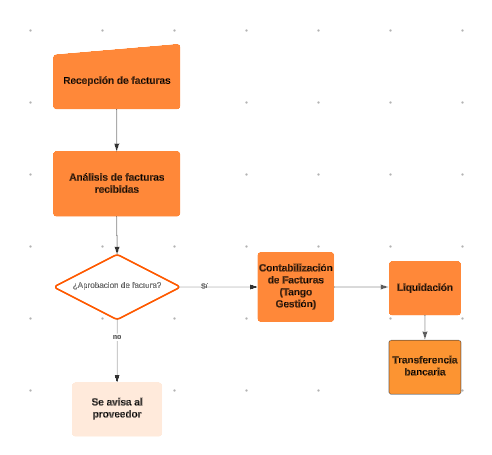 Recepción de facturas
Análisis de facturas
recibidas
¿Aprobacion de factura?
Sí
Contabilización
de Facturas
(Tango
Gestión)
Liquidación
no
Transferencia
bancaria
Se avisa al
proveedor